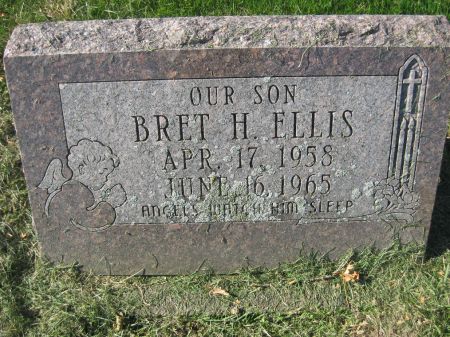 OUR SON
BRET H. ELLIS
APR. 17, 1958
JUNE 16, 1965
ANGELS WATCH HIM SLEEP